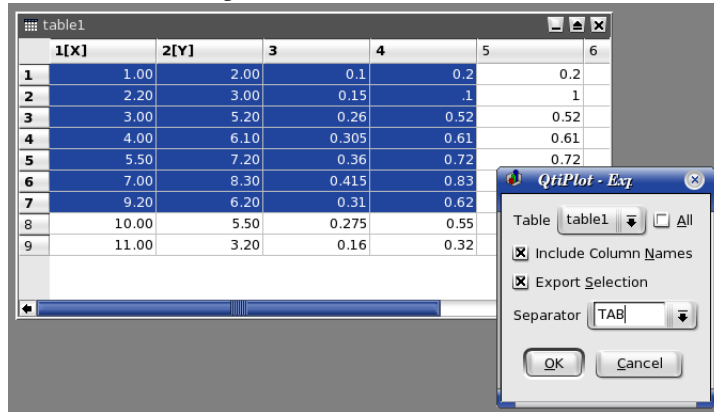 table1
1[X] 2[Y] 3 4 5 6
1 1.00 2.00 0.1 0.2 0.2
2 2.20 3.00 0.15 .1 1
3 3.00 5.20 0.26 0.52 0.52
4 4.00 6.10 0.305 0.61 0.61
5 5.50 7.20 0.36 0.72 0.72
6 7.00 8.30 0.415 0.83
7 9.20 6.20 0.31 0.62
8 10.00 5.50 0.275 0.55
9 11.00 3.20 0.16 0.32
QtiPlot - Exp
Table table1 All
Include Column Names
Export Selection
Separator TAB
OK Cancel